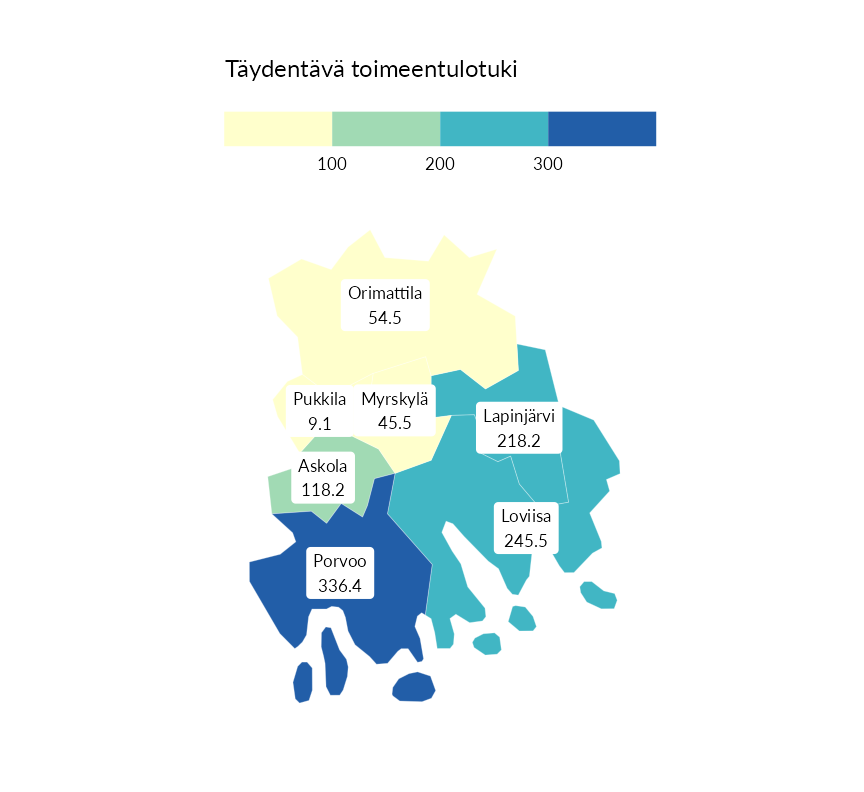 Täydentävä toimeentulotuki
100
200
300
Orimattila
54.5
Pukkila
9.1
Myrskylä
45.5
Lapinjärvi
218.2
Askola
118.2
Loviisa
245.5
Porvoo
336.4